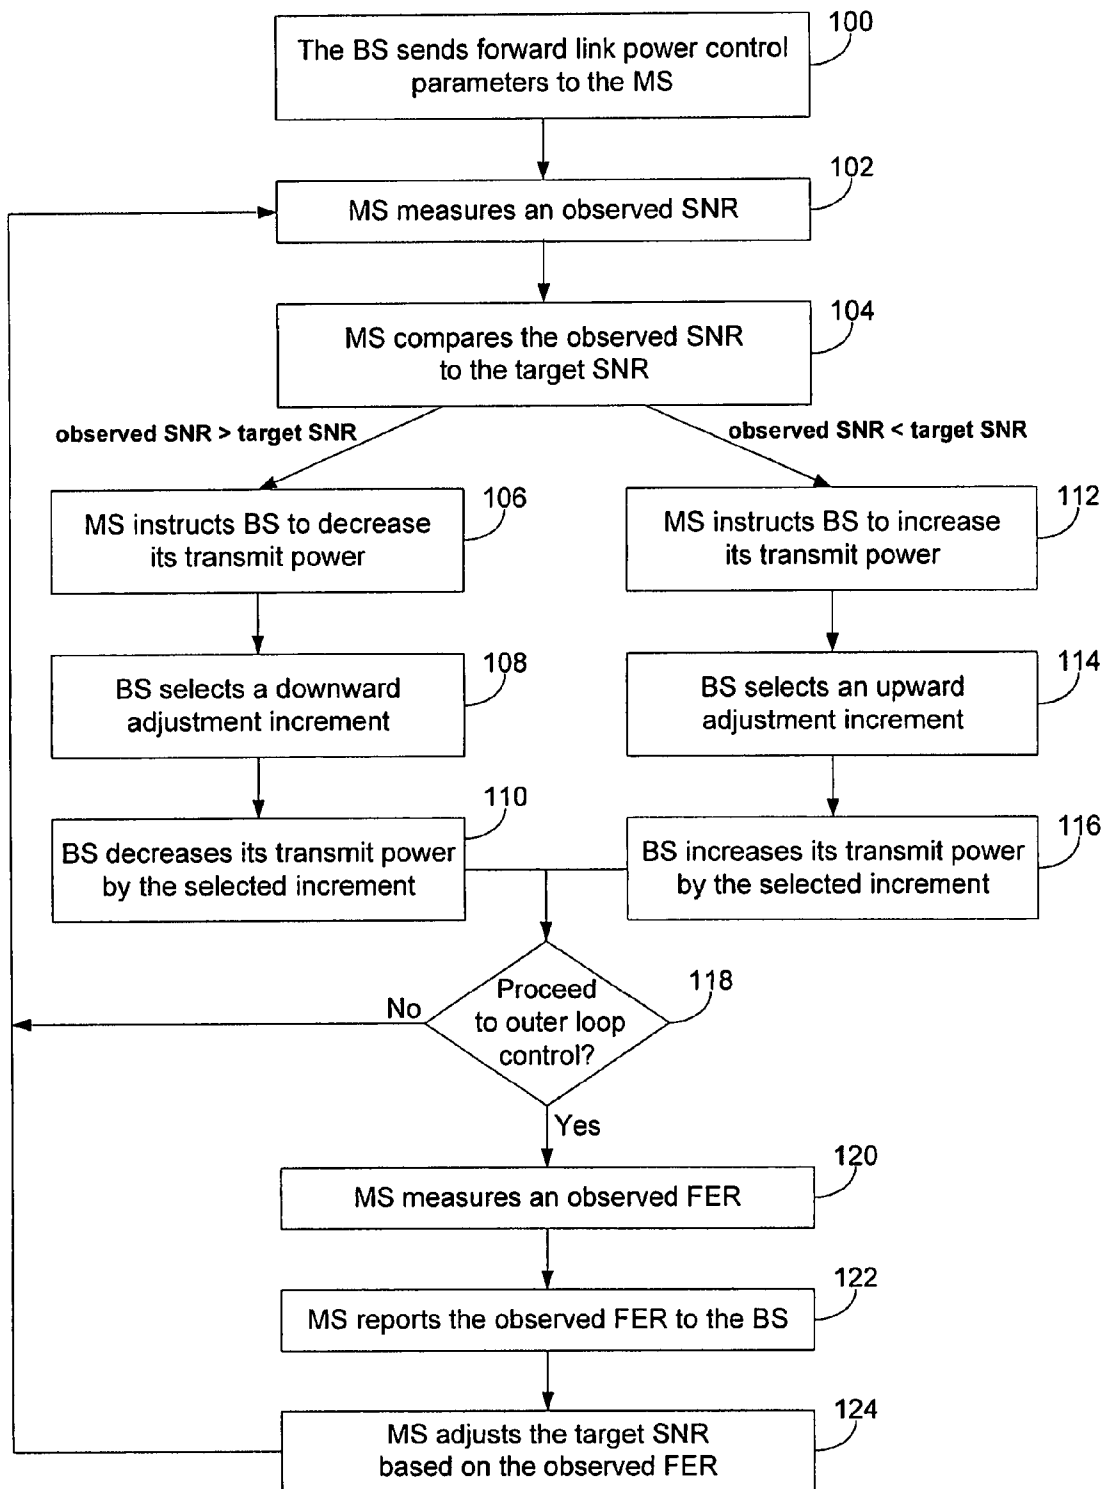 100
The BS sends forward link power control
parameters to the MS
102
MS measures an observed SNR
104
MS compares the observed SNR
to the target SNR
observed SNR > target SNR
observed SNR < target SNR
106
MS instructs BS to decrease
its transmit power
112
MS instructs BS to increase
its transmit power
108
BS selects a downward
adjustment increment
114
BS selects an upward
adjustment increment
110
BS decreases its transmit power
by the selected increment
116
BS increases its transmit power
by the selected increment
118
Proceed
to outer loop
control?
No
Yes
120
MS measures an observed FER
122
MS reports the observed FER to the BS
124
MS adjusts the target SNR
based on the observed FER